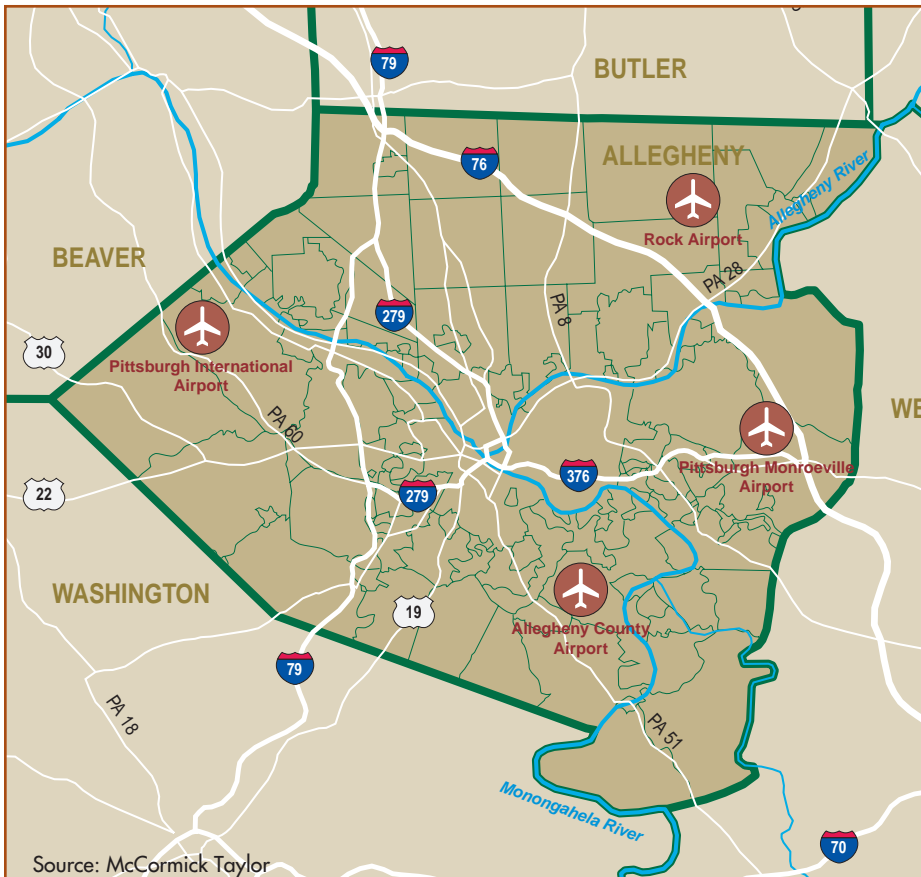 79
BUTLER
76
ALLEGHENY
Allegheny River
Rock Airport
BEAVER
PA 28
PA 8
279
30
Pittsburgh International
Airport
PA 60
WE
376
Pittsburgh Monroeville
Airport
22
279
WASHINGTON
19
Allegheny County
Airport
79
PA 18
PA 51
Monongahela River
70
Source: McCormick Taylor